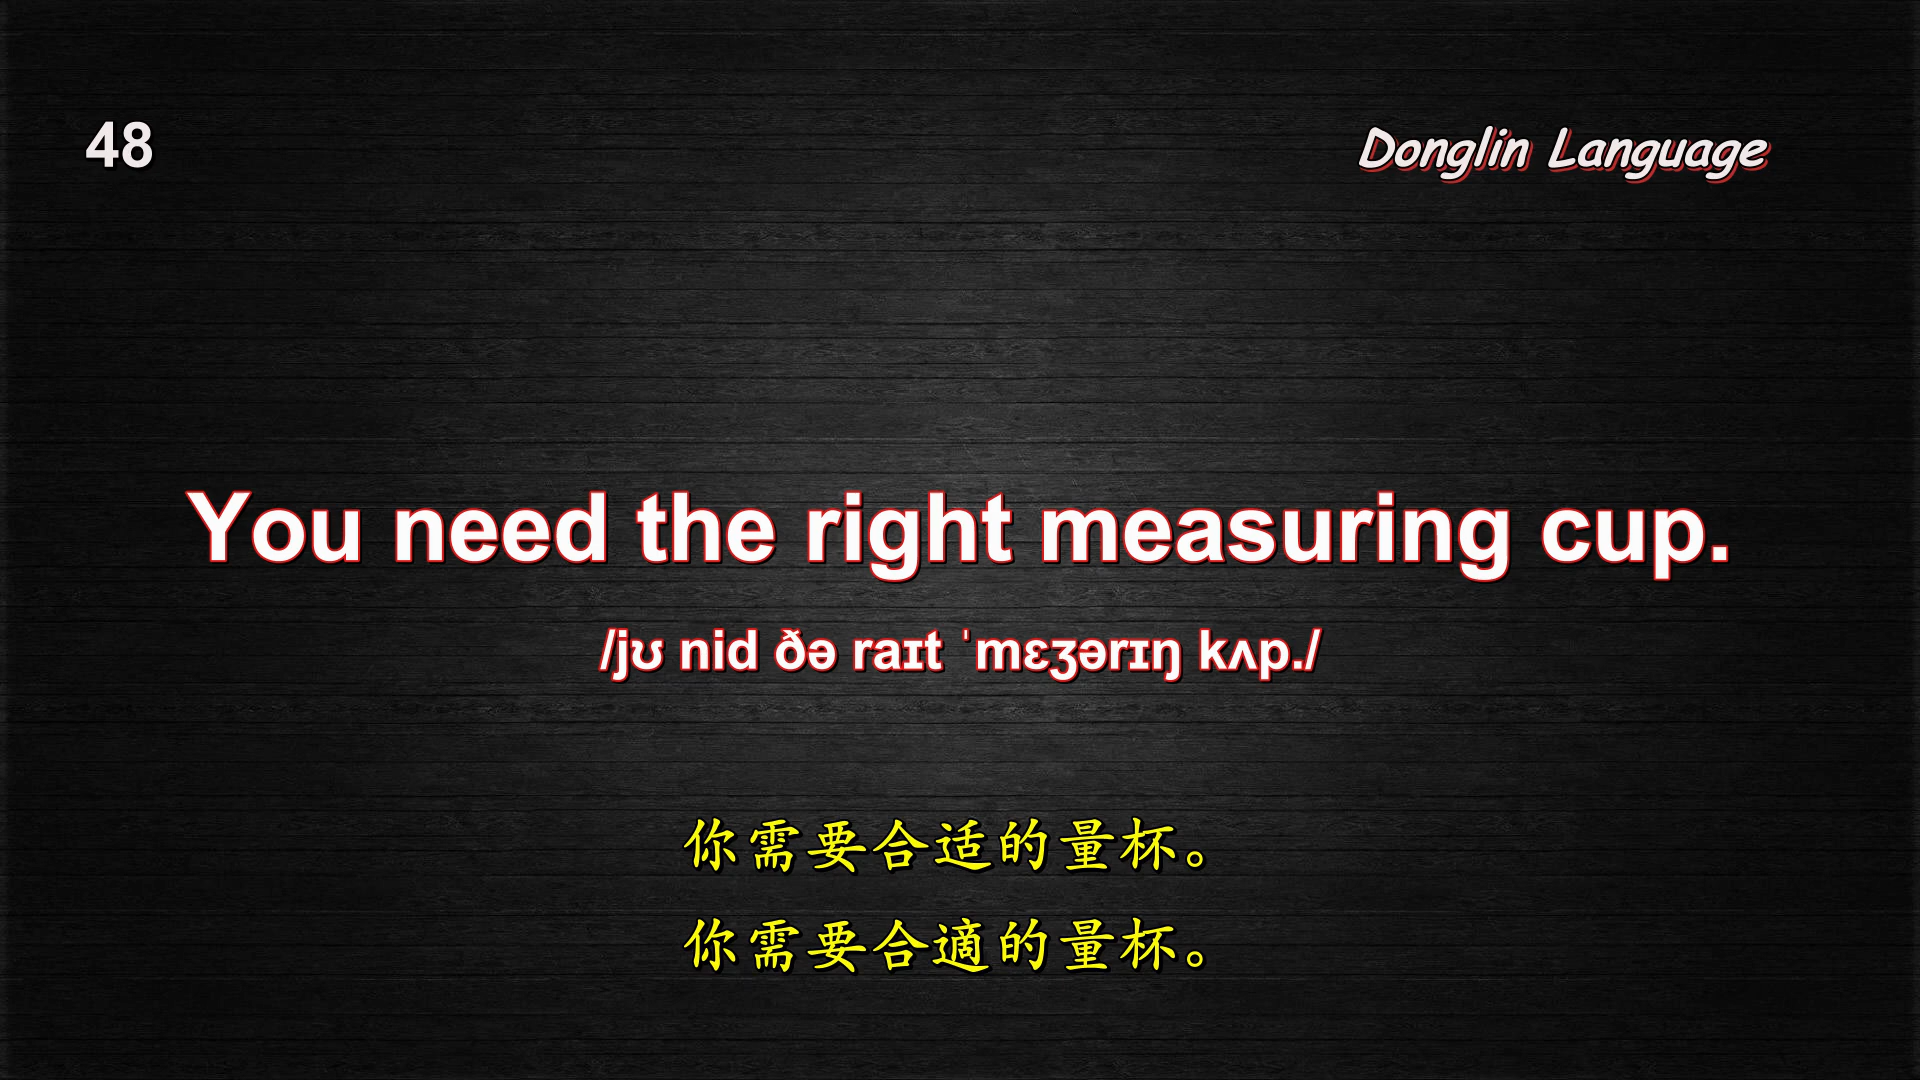 48
Donglin Language
You need the right measuring cup.
/jʊ nid ðə raɪt ˈmɛʒərɪŋ kʌp./
你需要合适的量杯。
你需要合適的量杯。